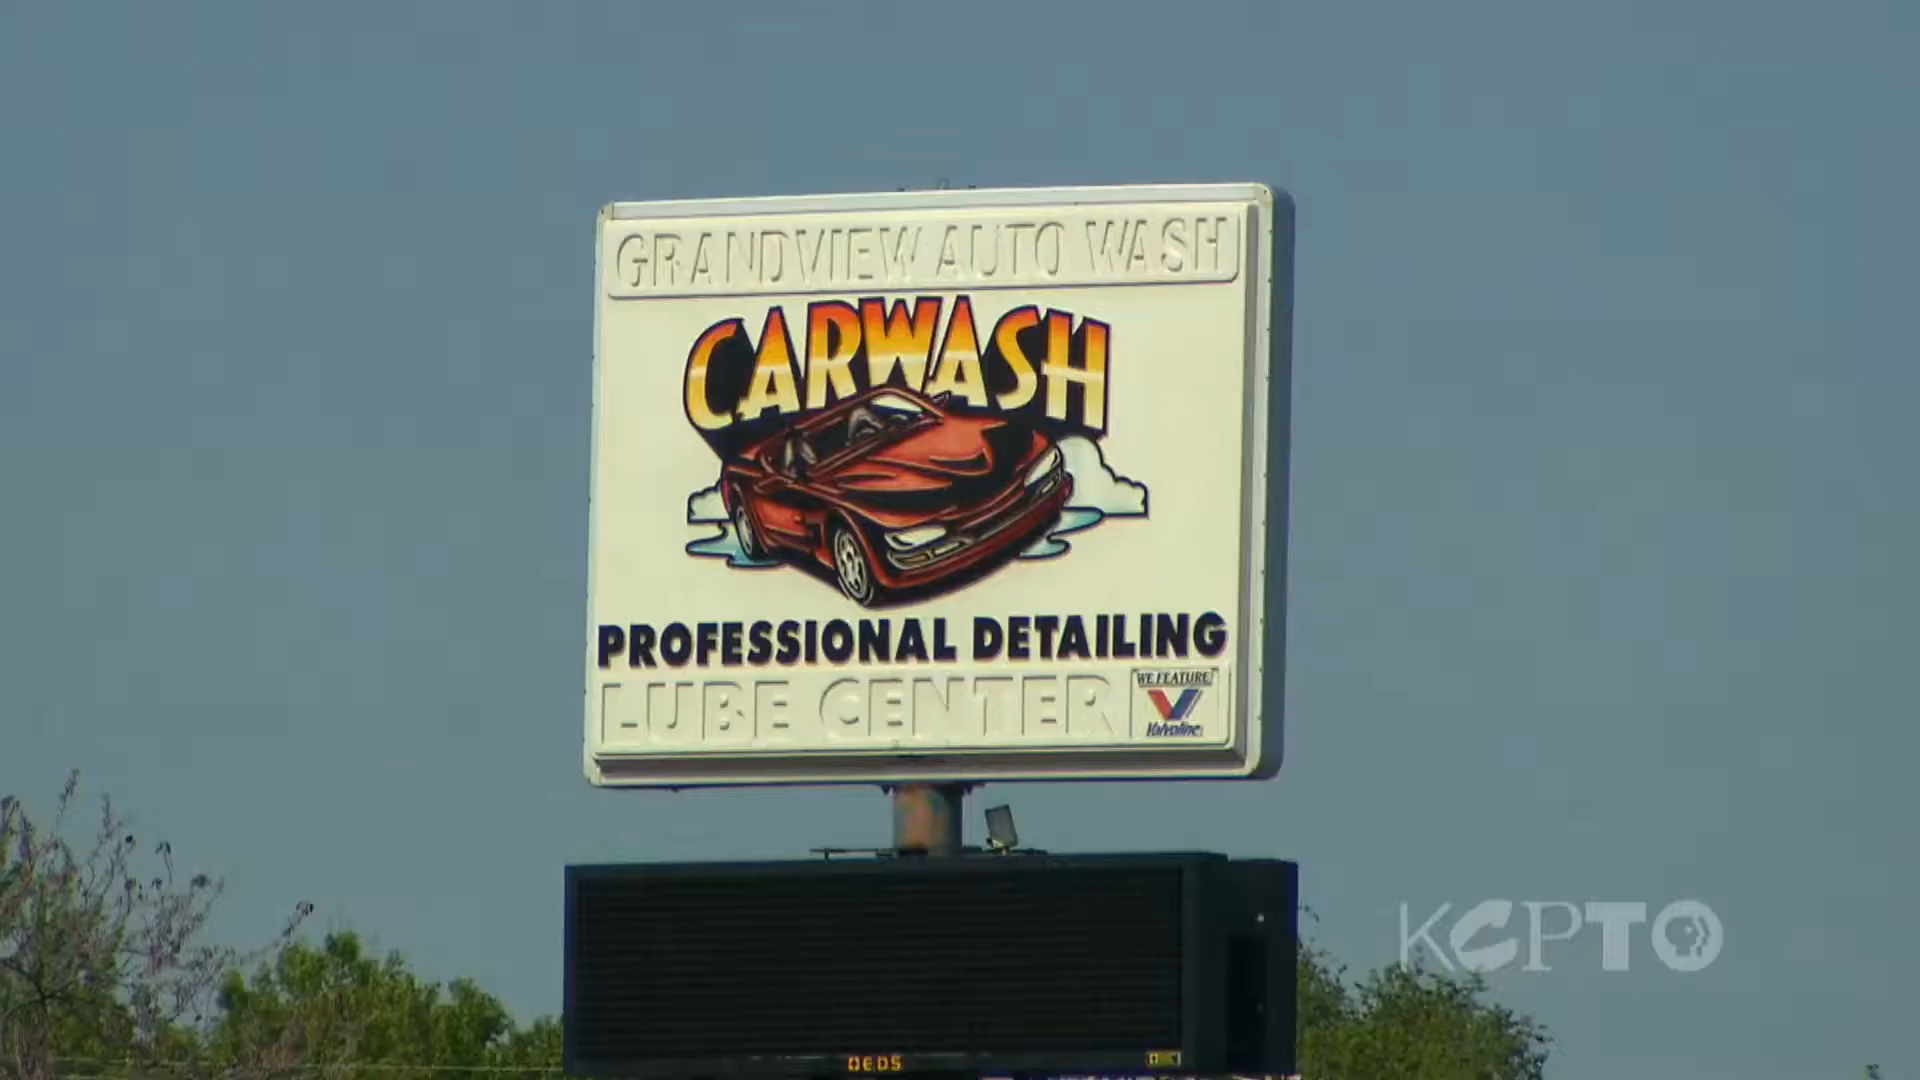 GRANDVIEW AUTO WASH
CARWASH
PROFESSIONAL DETAILING
LUBE CENTER
WE FEATURE
Valvoline
KCPT